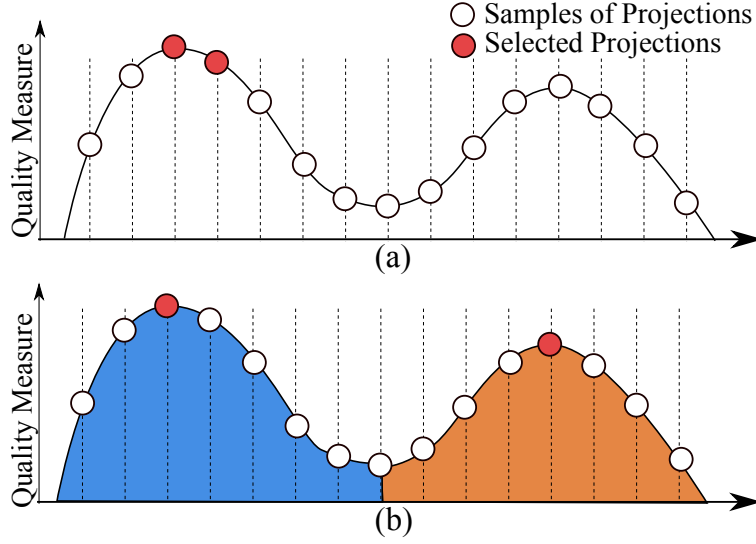 Samples of Projections
Selected Projections
Quality Measure
(a)
Quality Measure
(b)